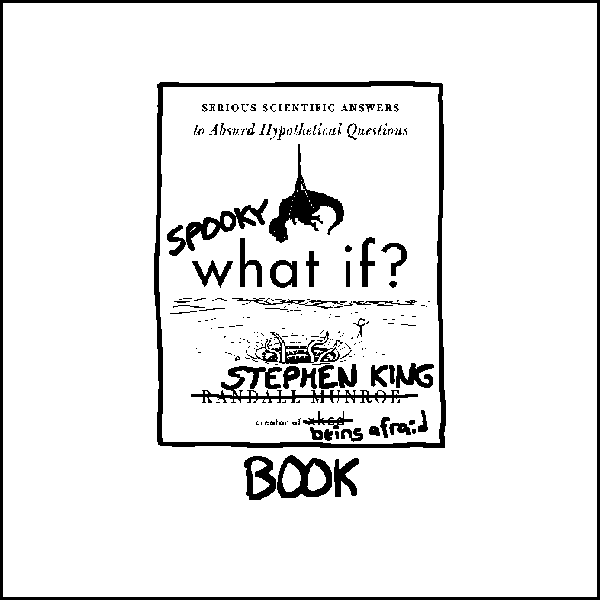 SERIOUS SCIENTIFIC ANSWERS
to Absurd Hypothetical Questions
SPOOKY
what if?
STEPHEN KING
RANDALL MUNROE
creator of xkcd
being afraid
BOOK